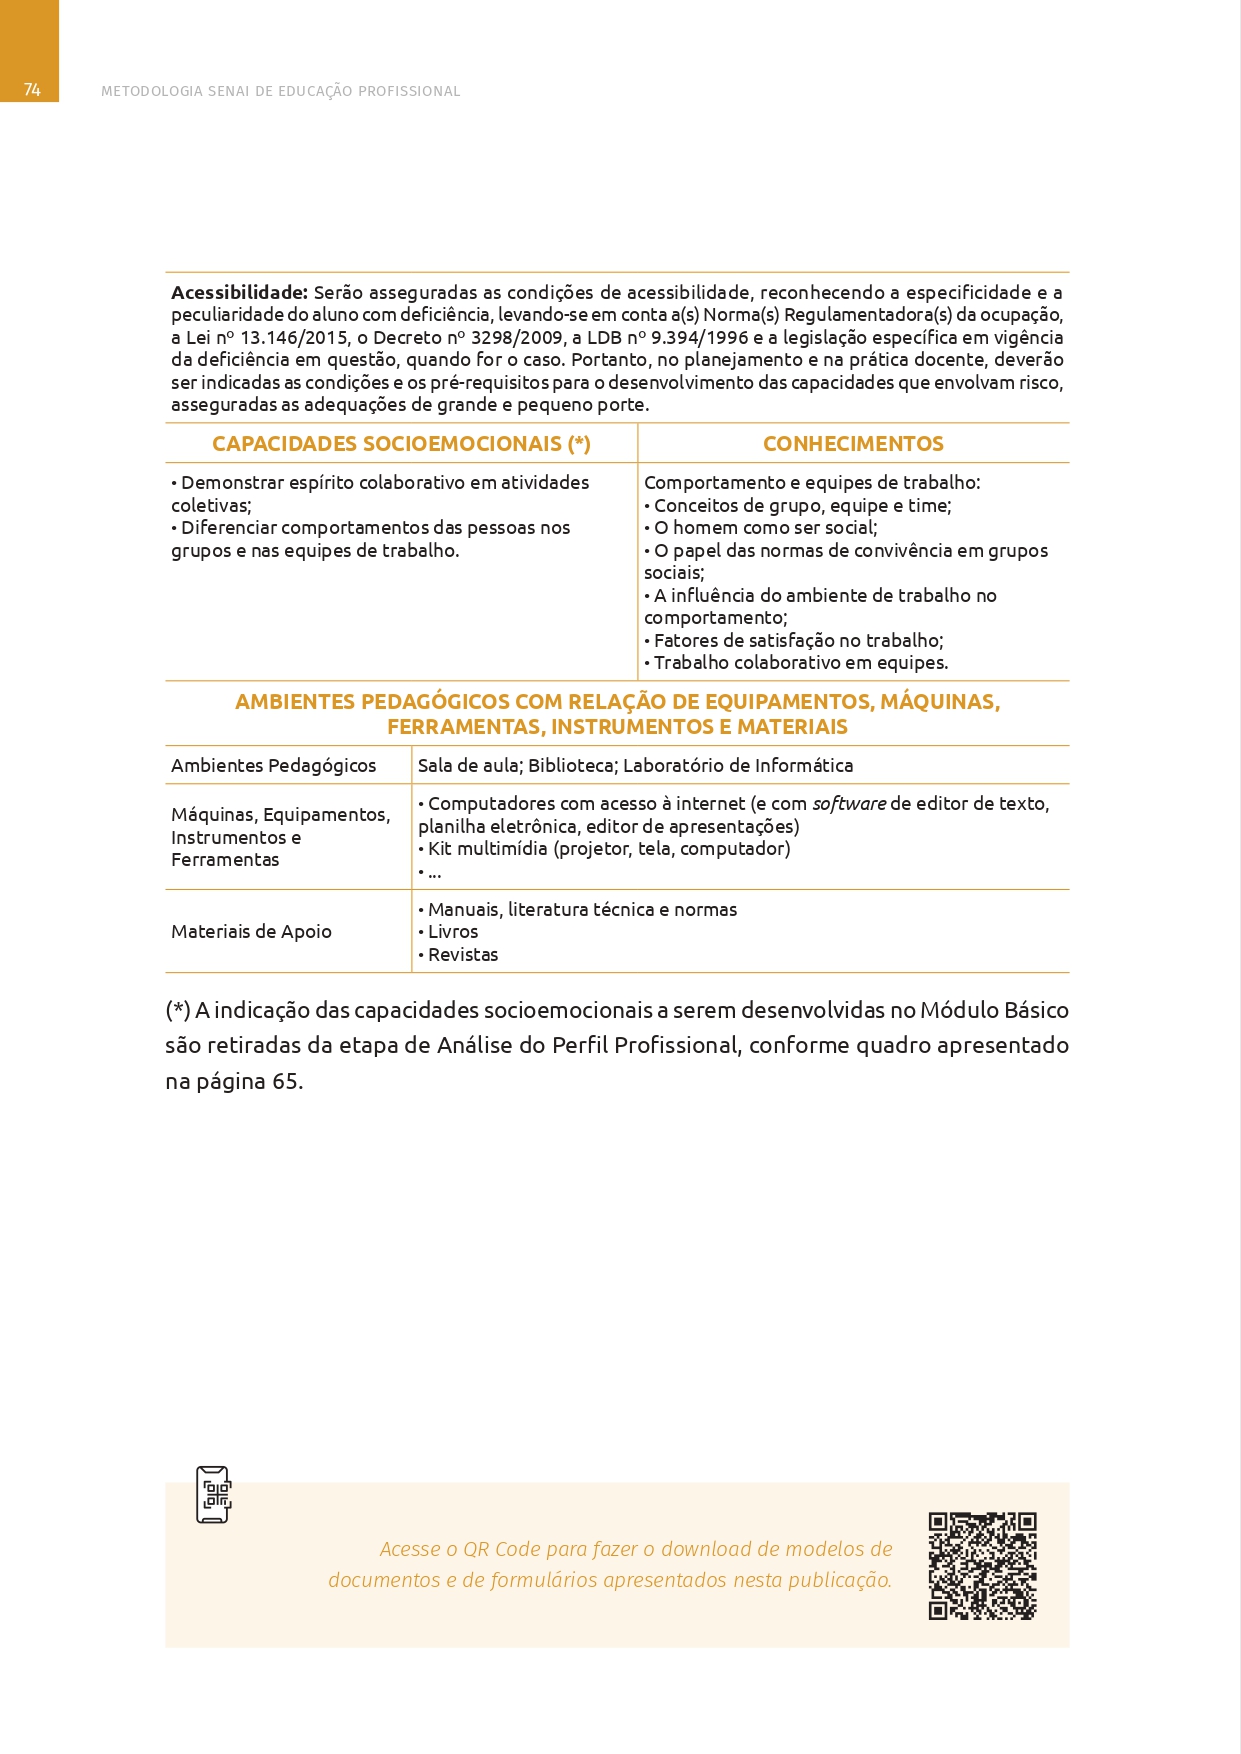 74
METODOLOGIA SENAI DE EDUCAÇÃO PROFISSIONAL
Acessibilidade: Serão asseguradas as condições de acessibilidade, reconhecendo a especificidade e a
peculiaridade do aluno com deficiência, levando-se em conta a(s) Norma(s) Regulamentadora(s) da ocupação,
a Lei nº 13.146/2015, o Decreto nº 3298/2009, a LDB nº 9.394/1996 e a legislação específica em vigência
da deficiência em questão, quando for o caso. Portanto, no planejamento e na prática docente, deverão
ser indicadas as condições e os pré-requisitos para o desenvolvimento das capacidades que envolvam risco,
asseguradas as adequações de grande e pequeno porte.
CAPACIDADES SOCIOEMOCIONAIS (*)
• Demonstrar espírito colaborativo em atividades
coletivas;
• Diferenciar comportamentos das pessoas nos
grupos e nas equipes de trabalho.
CONHECIMENTOS
Comportamento e equipes de trabalho:
• Conceitos de grupo, equipe e time;
• O homem como ser social;
• O papel das normas de convivência em grupos
sociais;
• A influência do ambiente de trabalho no
comportamento;
• Fatores de satisfação no trabalho;
• Trabalho colaborativo em equipes.
AMBIENTES PEDAGÓGICOS COM RELAÇÃO DE EQUIPAMENTOS, MÁQUINAS,
FERRAMENTAS, INSTRUMENTOS E MATERIAIS
Ambientes Pedagógicos
Sala de aula; Biblioteca; Laboratório de Informática
Máquinas, Equipamentos,
Instrumentos e
Ferramentas
• Computadores com acesso à internet (e com software de editor de texto,
planilha eletrônica, editor de apresentações)
• Kit multimídia (projetor, tela, computador)
• ...
Materiais de Apoio
• Manuais, literatura técnica e normas
• Livros
• Revistas
(*) A indicação das capacidades socioemocionais a serem desenvolvidas no Módulo Básico
são retiradas da etapa de Análise do Perfil Profissional, conforme quadro apresentado
na página 65.
Acesse o QR Code para fazer o download de modelos de
documentos e de formulários apresentados nesta publicação.